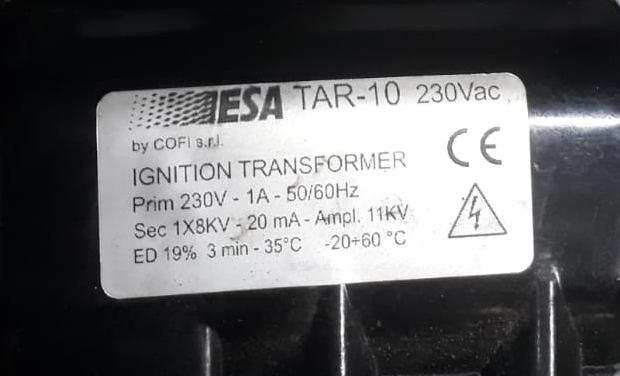 ESA TAR-10 230Vac
by COFI s.r.l.
CE
IGNITION TRANSFORMER
Prim 230V - 1A - 50/60Hz
Sec 1X8KV - 20 mA - Ampl. 11KV
ED 19% 3 min - 35°C -20÷60 °C